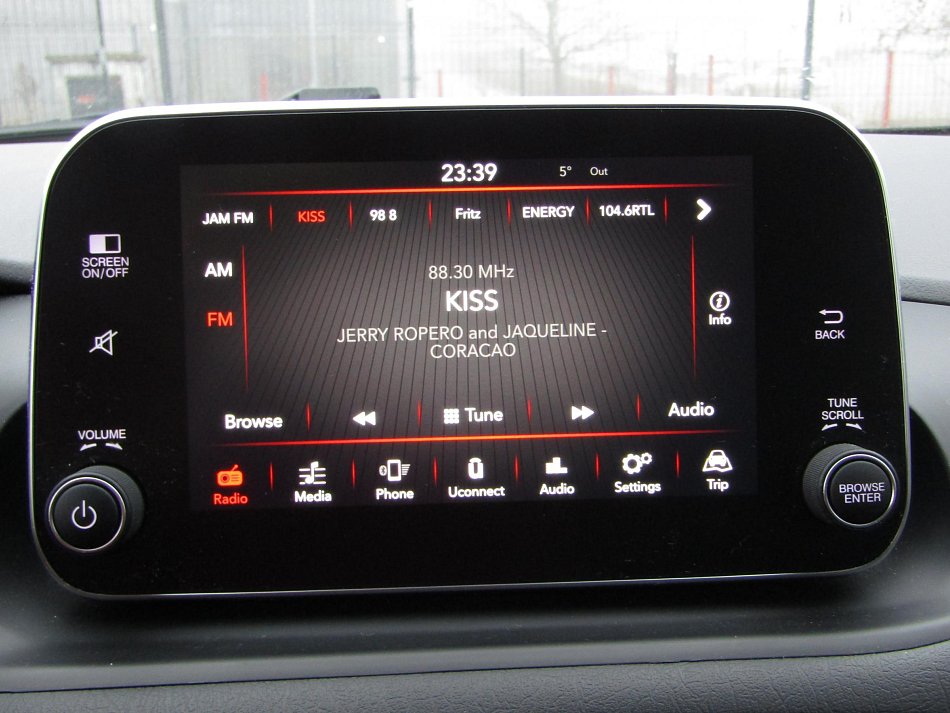 23:39 5° Out
JAM FM KISS 98 8 Fritz ENERGY 104.6RTL
SCREEN
ON/OFF
AM
FM
88.30 MHz
KISS
JERRY ROPERO and JAQUELINE -
CORACAO
Info
BACK
VOLUME
TUNE
SCROLL
Browse Tune Audio
Radio Media Phone Uconnect Audio Settings Trip
BROWSE
ENTER